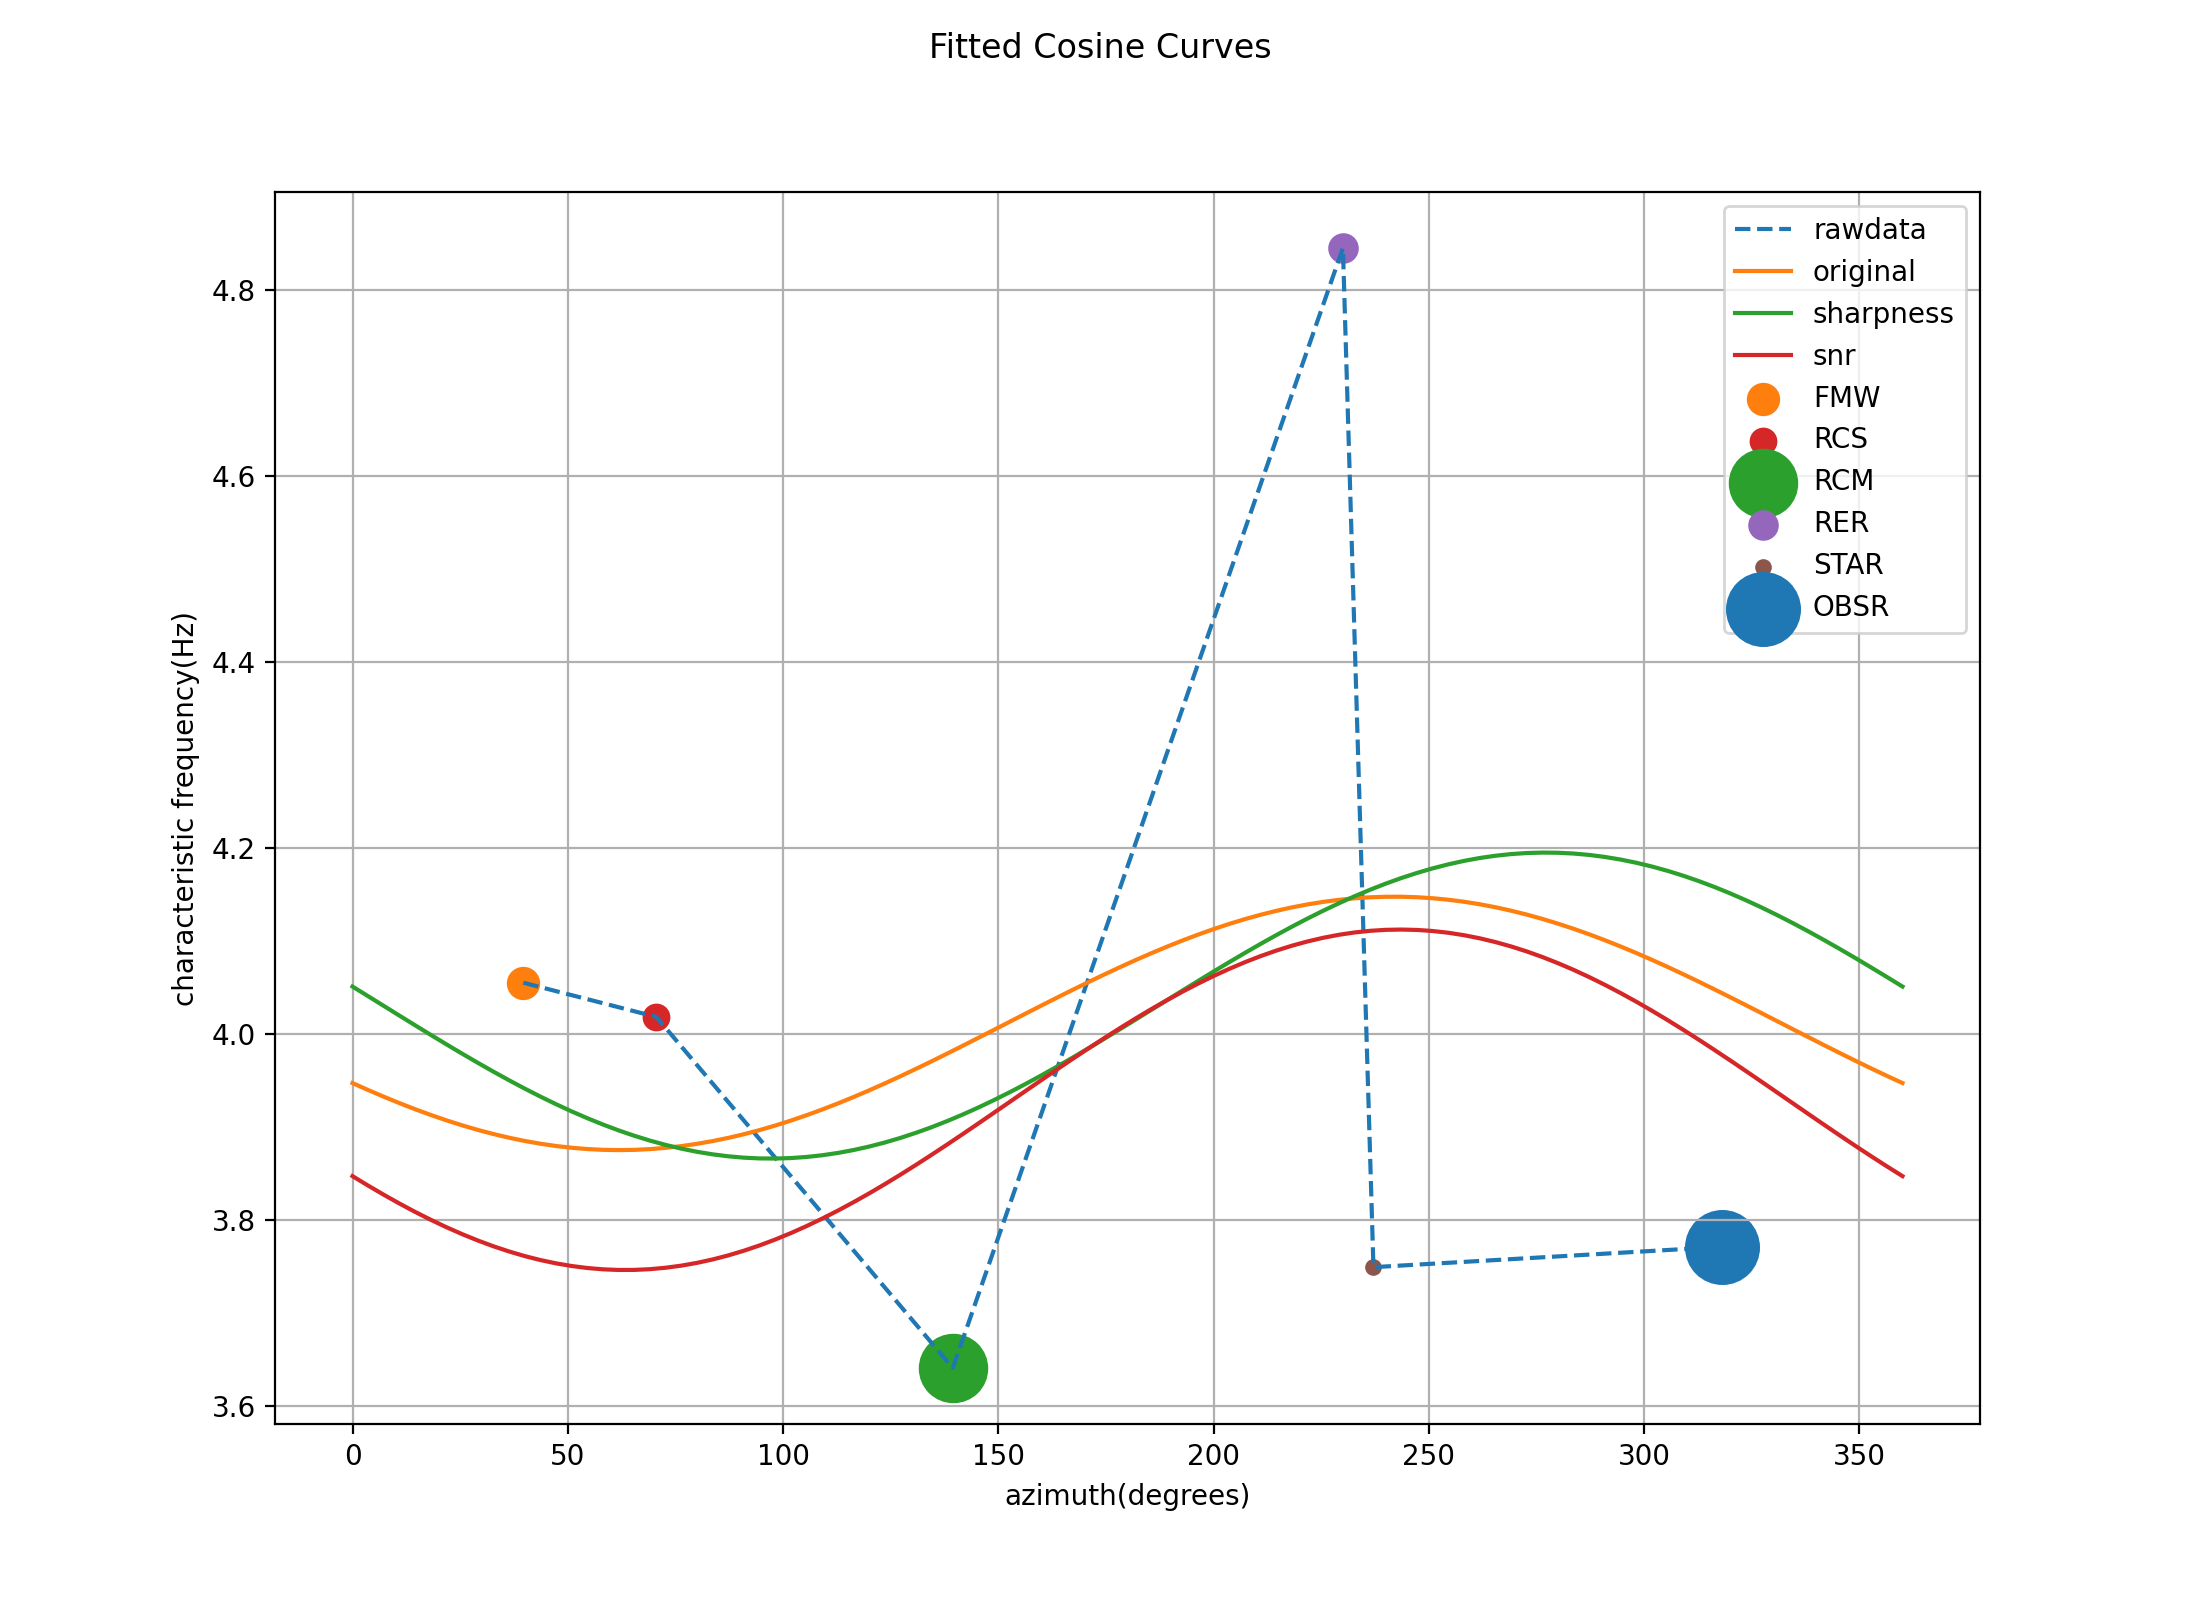 Fitted Cosine Curves
rawdata
original
sharpness
snr
FMW
RCS
RCM
RER
STAR
OBSR
characteristic frequency(Hz)
4.8
4.6
4.4
4.2
4.0
3.8
3.6
0 50 100 150 200 250 300 350
azimuth(degrees)